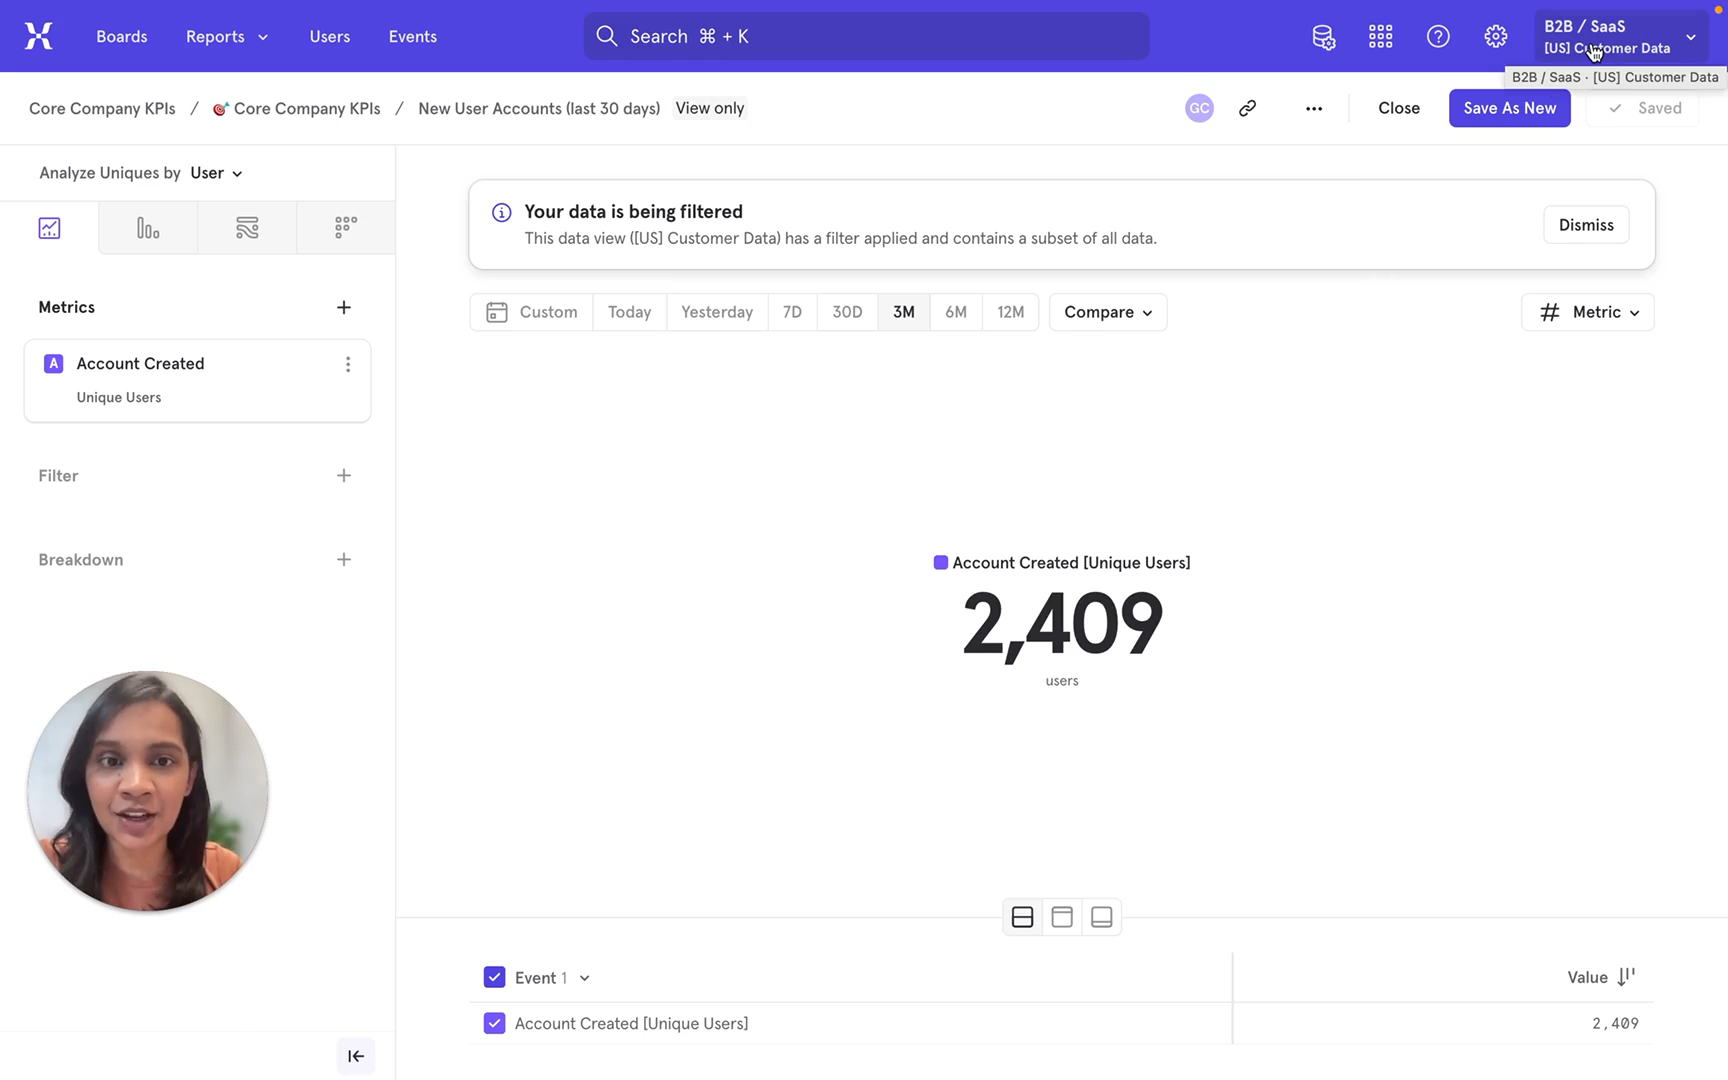 Boards
Reports
Users
Events
Search ⌘ + K
B2B / SaaS
[US] Customer Data
B2B / SaaS · [US] Customer Data
Core Company KPIs / 🎯 Core Company KPIs / New User Accounts (last 30 days) View only
GC
Close
Save As New
Saved
Analyze Uniques by User
Metrics
A Account Created
Unique Users
Filter
Breakdown
Your data is being filtered
This data view ([US] Customer Data) has a filter applied and contains a subset of all data.
Dismiss
Custom Today Yesterday 7D 30D 3M 6M 12M
Compare
# Metric
Account Created [Unique Users]
2,409
users
Event 1
Value
Account Created [Unique Users]
2,409